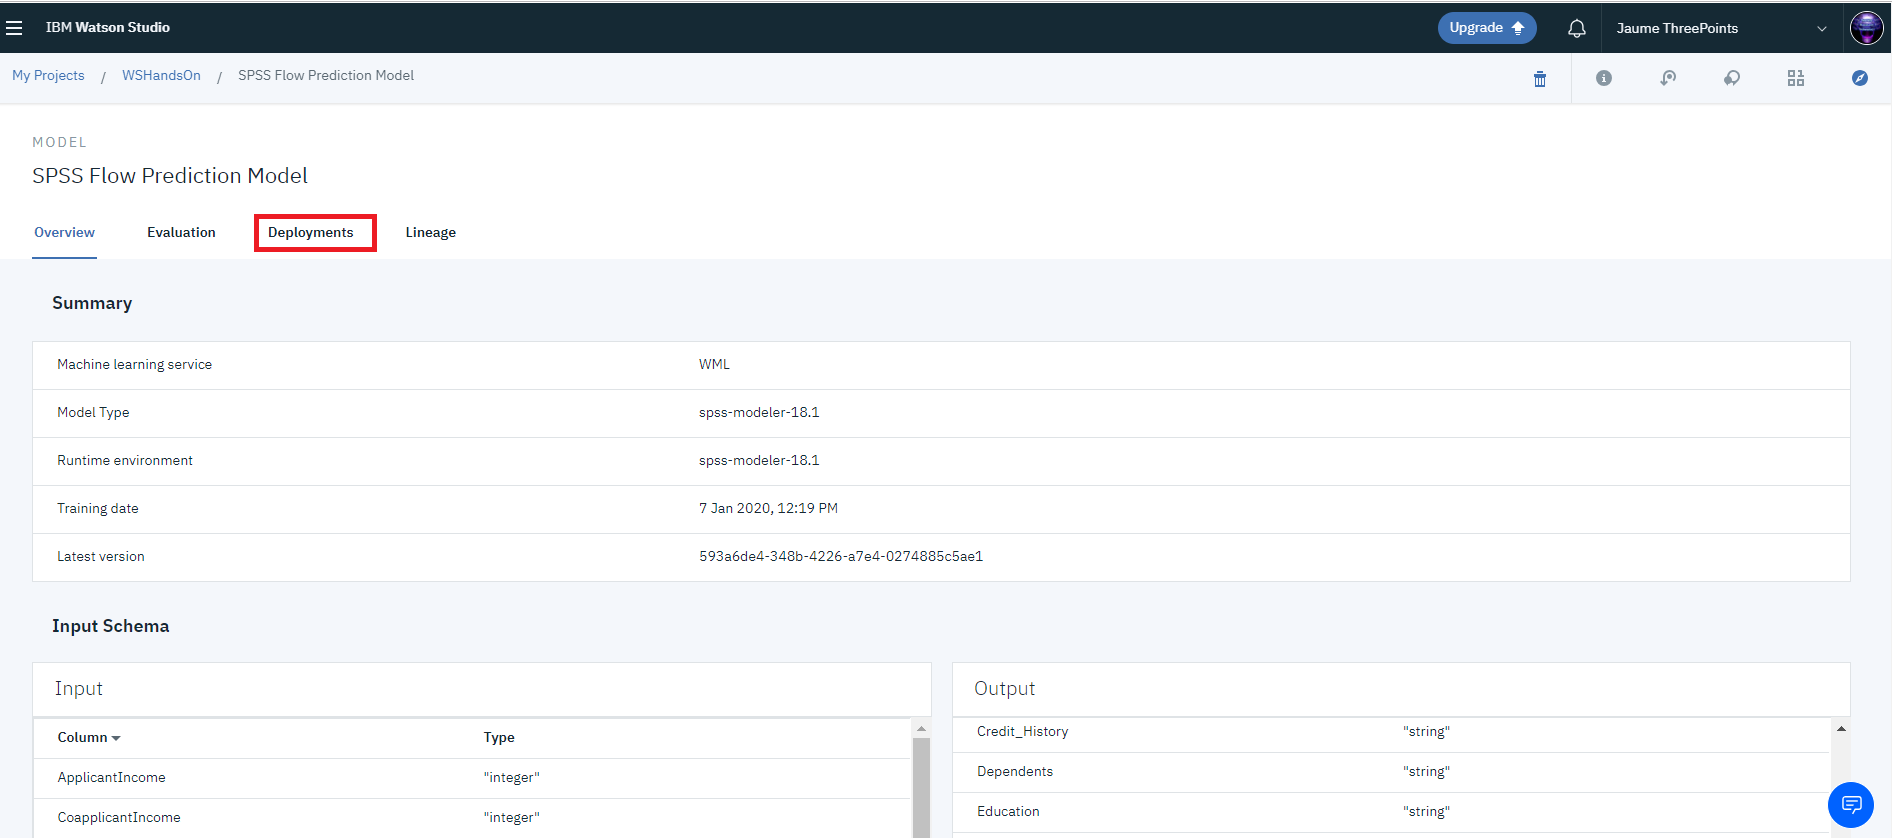 IBM Watson Studio
Upgrade
Jaume ThreePoints
My Projects / WSHandsOn / SPSS Flow Prediction Model
MODEL
SPSS Flow Prediction Model
Overview Evaluation Deployments Lineage
Summary
Machine learning service WML
Model Type spss-modeler-18.1
Runtime environment spss-modeler-18.1
Training date 7 Jan 2020, 12:19 PM
Latest version 593a6de4-348b-4226-a7e4-0274885c5ae1
Input Schema
Input
Column Type
ApplicantIncome "integer"
CoapplicantIncome "integer"
Output
Credit_History "string"
Dependents "string"
Education "string"